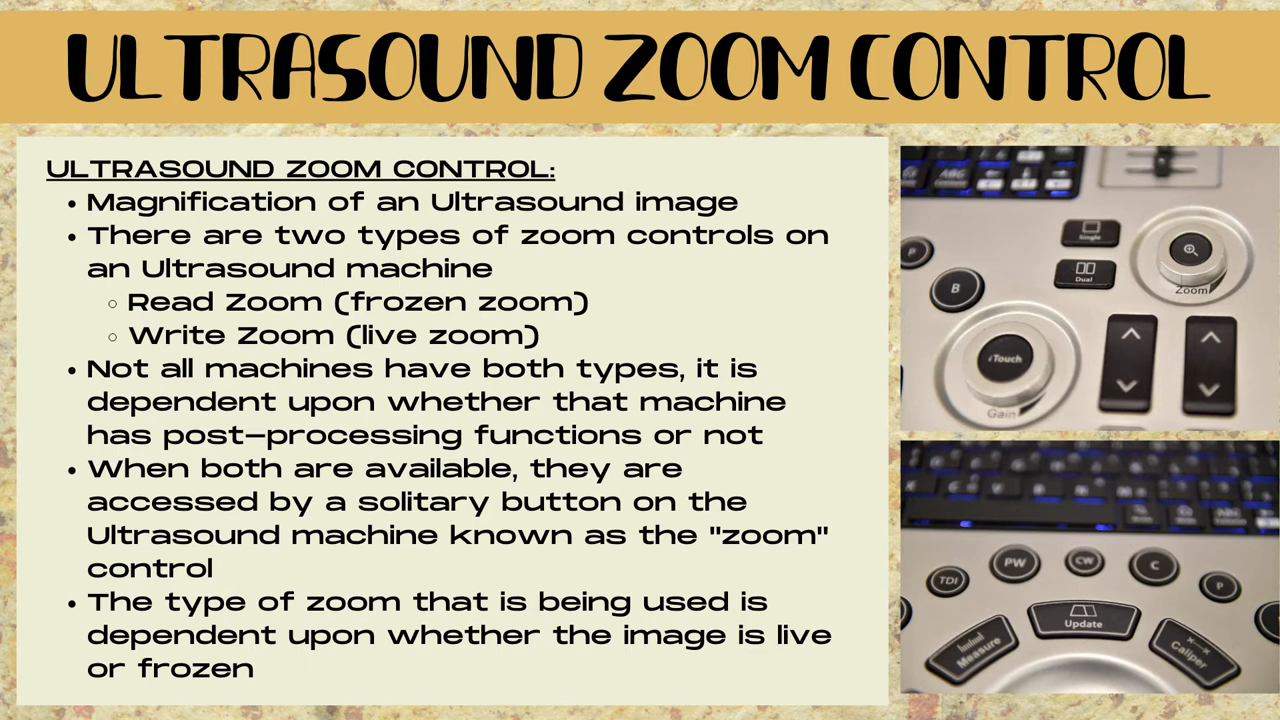 ULTRASOUND ZOOM CONTROL
ULTRASOUND ZOOM CONTROL:
• Magnification of an Ultrasound image
• There are two types of zoom controls on
an Ultrasound machine
◦ Read Zoom (frozen zoom)
◦ Write Zoom (live zoom)
• Not all machines have both types, it is
dependent upon whether that machine
has post-processing functions or not
• When both are available, they are
accessed by a solitary button on the
Ultrasound machine known as the "zoom"
control
• The type of zoom that is being used is
dependent upon whether the image is live
or frozen
ABC
Single
Dual
P
B
Zoom
iTouch
Gain
TDI
PW
CW
C
P
Update
Measure
Caliper